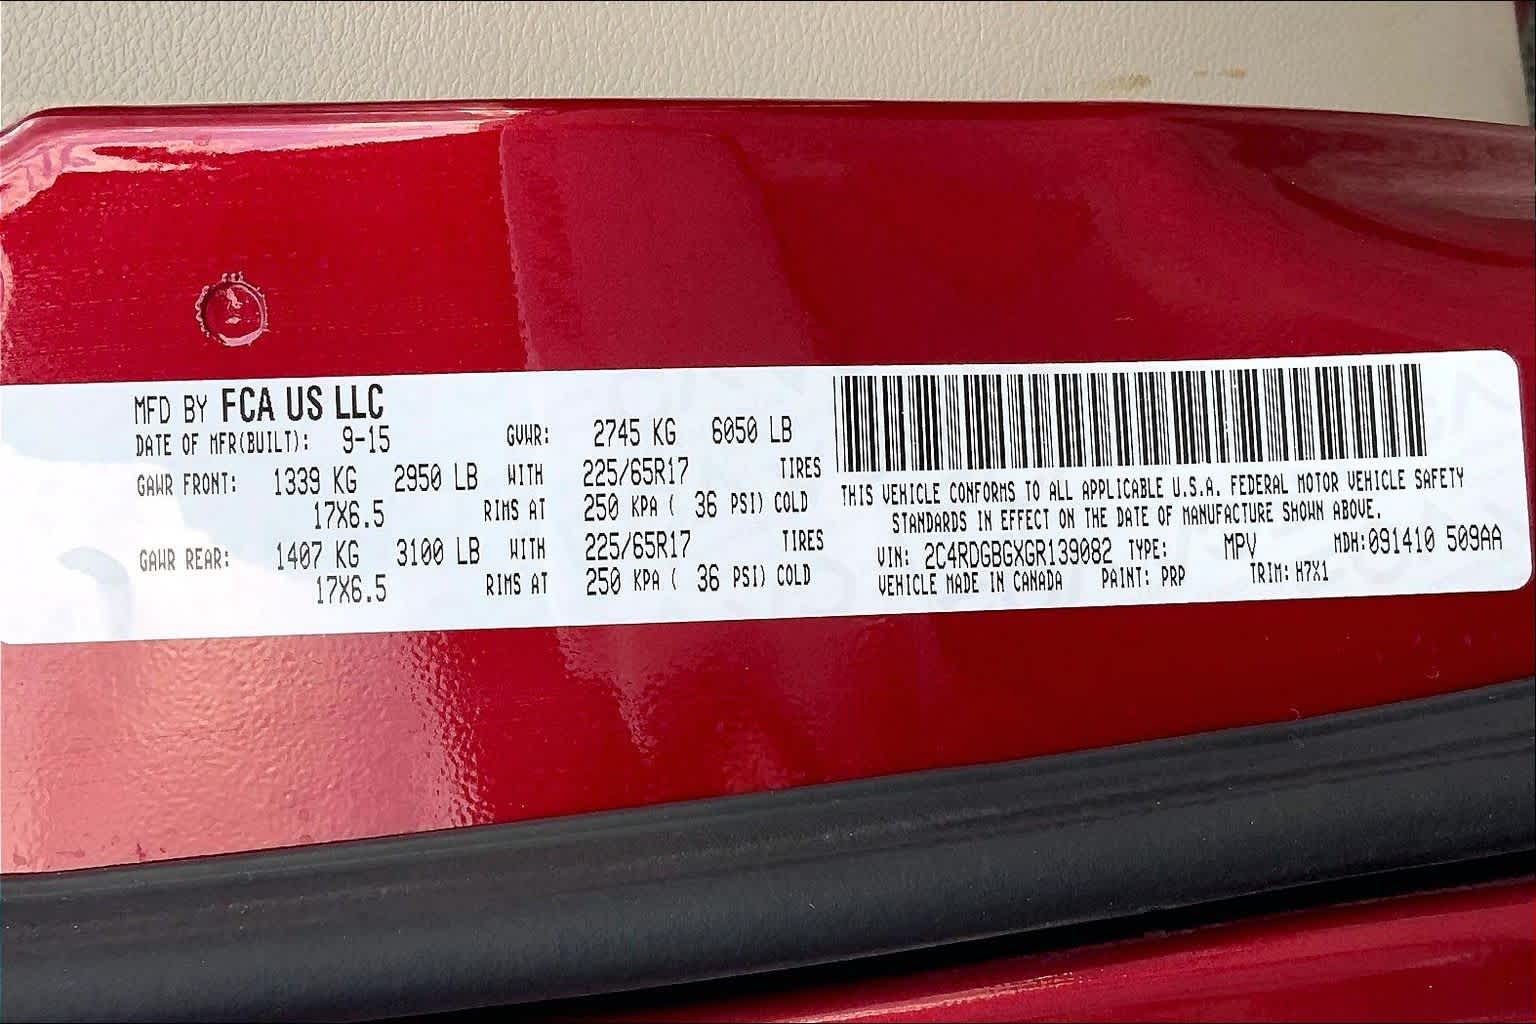 MFD BY FCA US LLC
DATE OF MFR(BUILT): 9-15 GVWR: 2745 KG 6050 LB
GAWR FRONT: 1339 KG 2950 LB WITH 225/65R17 TIRES
17X6.5 RIMS AT 250 KPA ( 36 PSI) COLD
GAWR REAR: 1407 KG 3100 LB WITH 225/65R17 TIRES
17X6.5 RIMS AT 250 KPA ( 36 PSI) COLD
THIS VEHICLE CONFORMS TO ALL APPLICABLE U.S.A. FEDERAL MOTOR VEHICLE SAFETY
STANDARDS IN EFFECT ON THE DATE OF MANUFACTURE SHOWN ABOVE.
VIN: 2C4RDGBGXGR139082 TYPE: MPV MDH:091410 509AA
VEHICLE MADE IN CANADA PAINT: PRP TRIM: H7X1